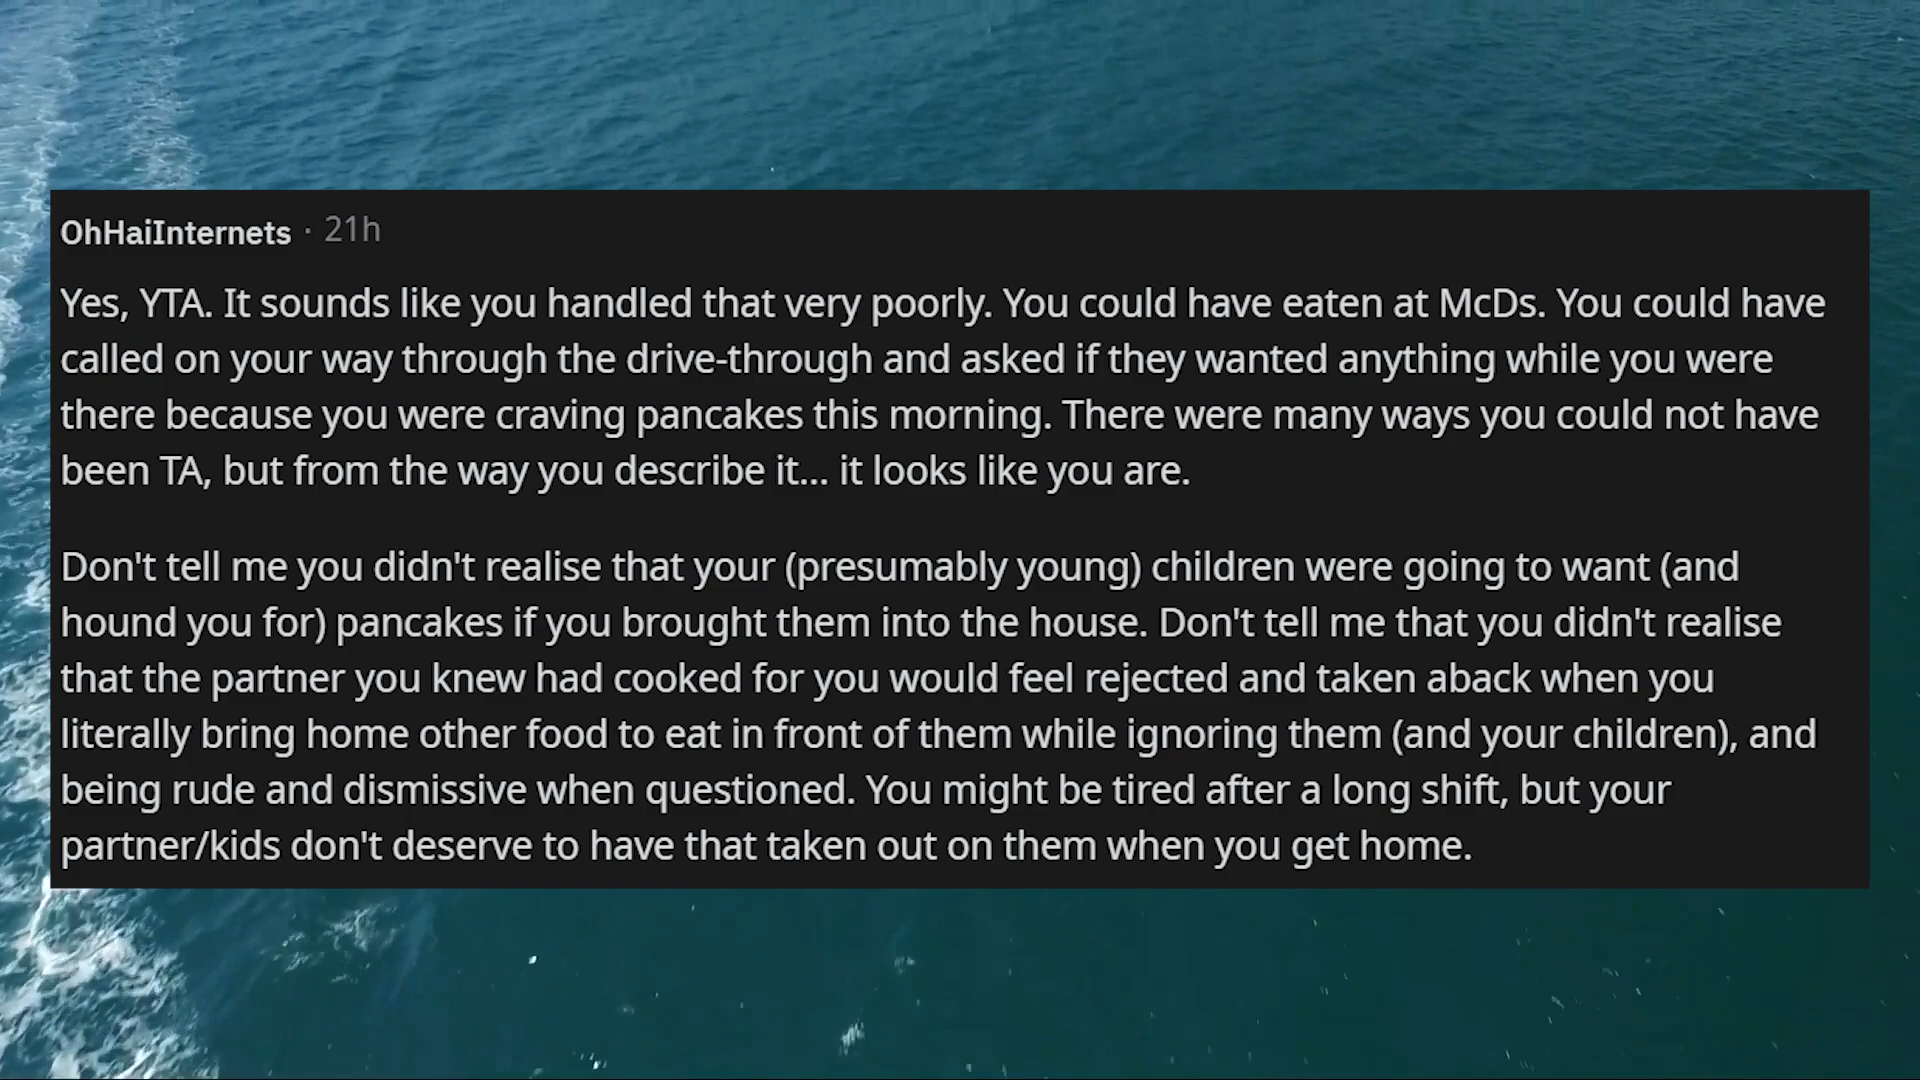 OhHaiInternets · 21h
Yes, YTA. It sounds like you handled that very poorly. You could have eaten at McDs. You could have
called on your way through the drive-through and asked if they wanted anything while you were
there because you were craving pancakes this morning. There were many ways you could not have
been TA, but from the way you describe it... it looks like you are.
Don't tell me you didn't realise that your (presumably young) children were going to want (and
hound you for) pancakes if you brought them into the house. Don't tell me that you didn't realise
that the partner you knew had cooked for you would feel rejected and taken aback when you
literally bring home other food to eat in front of them while ignoring them (and your children), and
being rude and dismissive when questioned. You might be tired after a long shift, but your
partner/kids don't deserve to have that taken out on them when you get home.